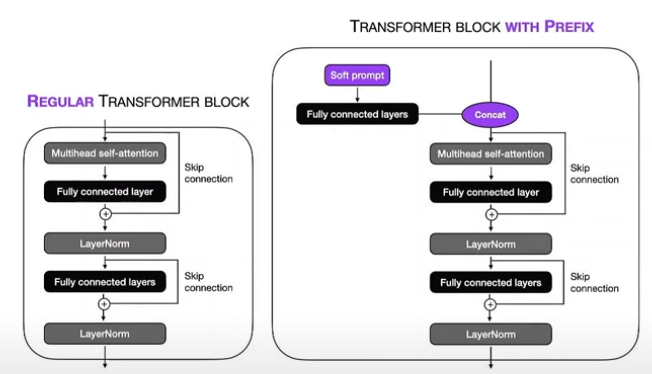 REGULAR TRANSFORMER BLOCK
Multihead self-attention
Skip
connection
Fully connected layer
+
LayerNorm
Fully connected layers
Skip
connection
+
LayerNorm
TRANSFORMER BLOCK WITH PREFIX
Soft prompt
Fully connected layers
Concat
Multihead self-attention
Skip
connection
Fully connected layer
+
LayerNorm
Fully connected layers
Skip
connection
+
LayerNorm